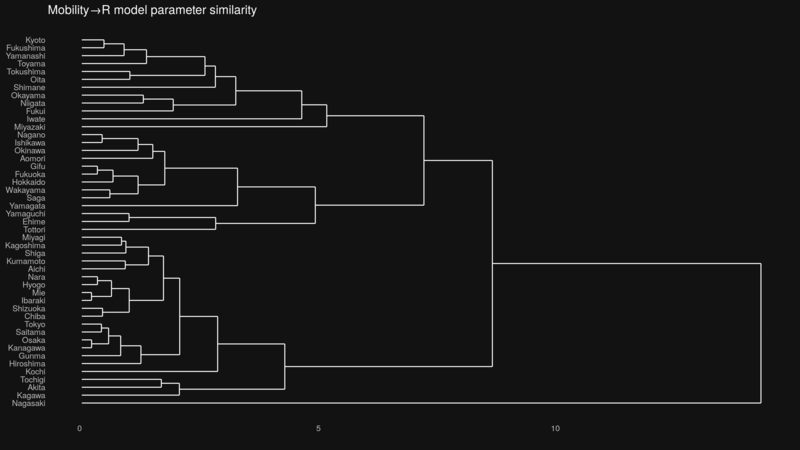 Mobility→R model parameter similarity
Kyoto
Fukushima
Yamanashi
Toyama
Tokushima
Oita
Shimane
Okayama
Niigata
Fukui
Iwate
Miyazaki
Nagano
Ishikawa
Okinawa
Aomori
Gifu
Fukuoka
Hokkaido
Wakayama
Saga
Yamagata
Yamaguchi
Ehime
Tottori
Miyagi
Kagoshima
Shiga
Kumamoto
Aichi
Nara
Hyogo
Mie
Ibaraki
Shizuoka
Chiba
Tokyo
Saitama
Osaka
Kanagawa
Gunma
Hiroshima
Kochi
Tochigi
Akita
Kagawa
Nagasaki
0 5 10